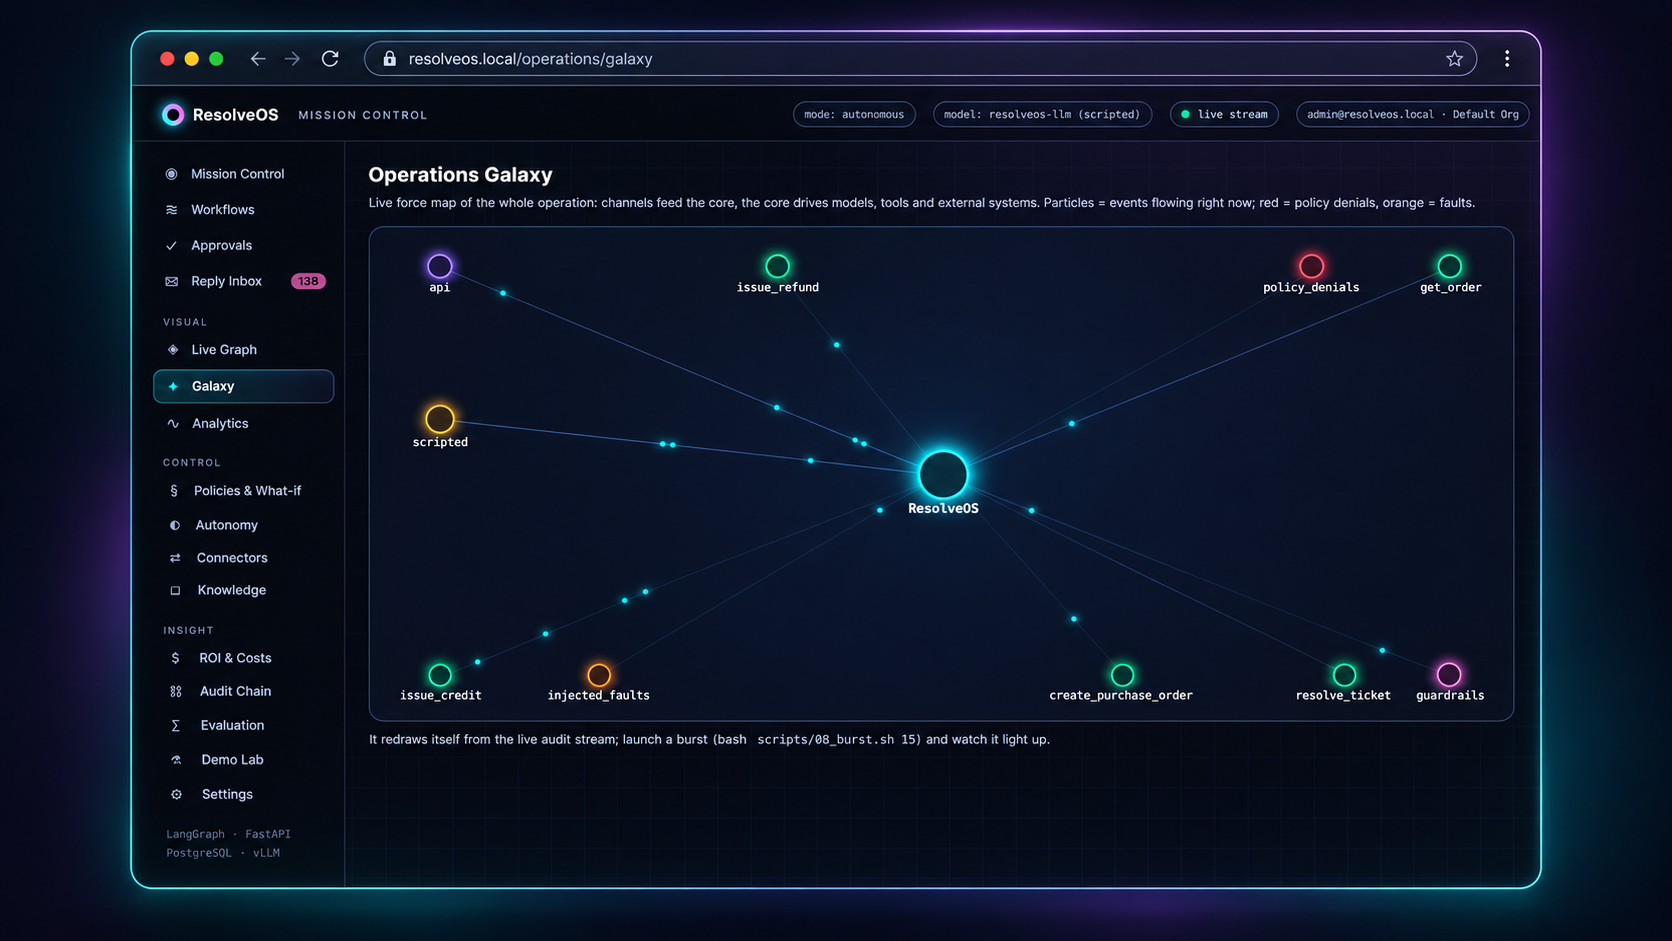 resolveos.local/operations/galaxy
ResolveOS MISSION CONTROL
mode: autonomous
model: resolveos-llm (scripted)
live stream
admin@resolveos.local · Default Org
Mission Control
Workflows
Approvals
Reply Inbox 138
VISUAL
Live Graph
Galaxy
Analytics
CONTROL
§ Policies & What-if
Autonomy
Connectors
Knowledge
INSIGHT
$ ROI & Costs
Audit Chain
∑ Evaluation
Demo Lab
Settings
LangGraph · FastAPI
PostgreSQL · vLLM
Operations Galaxy
Live force map of the whole operation: channels feed the core, the core drives models, tools and external systems. Particles = events flowing right now; red = policy denials, orange = faults.
api
issue_refund
policy_denials
get_order
scripted
ResolveOS
issue_credit
injected_faults
create_purchase_order
resolve_ticket
guardrails
It redraws itself from the live audit stream; launch a burst (bash scripts/08_burst.sh 15) and watch it light up.